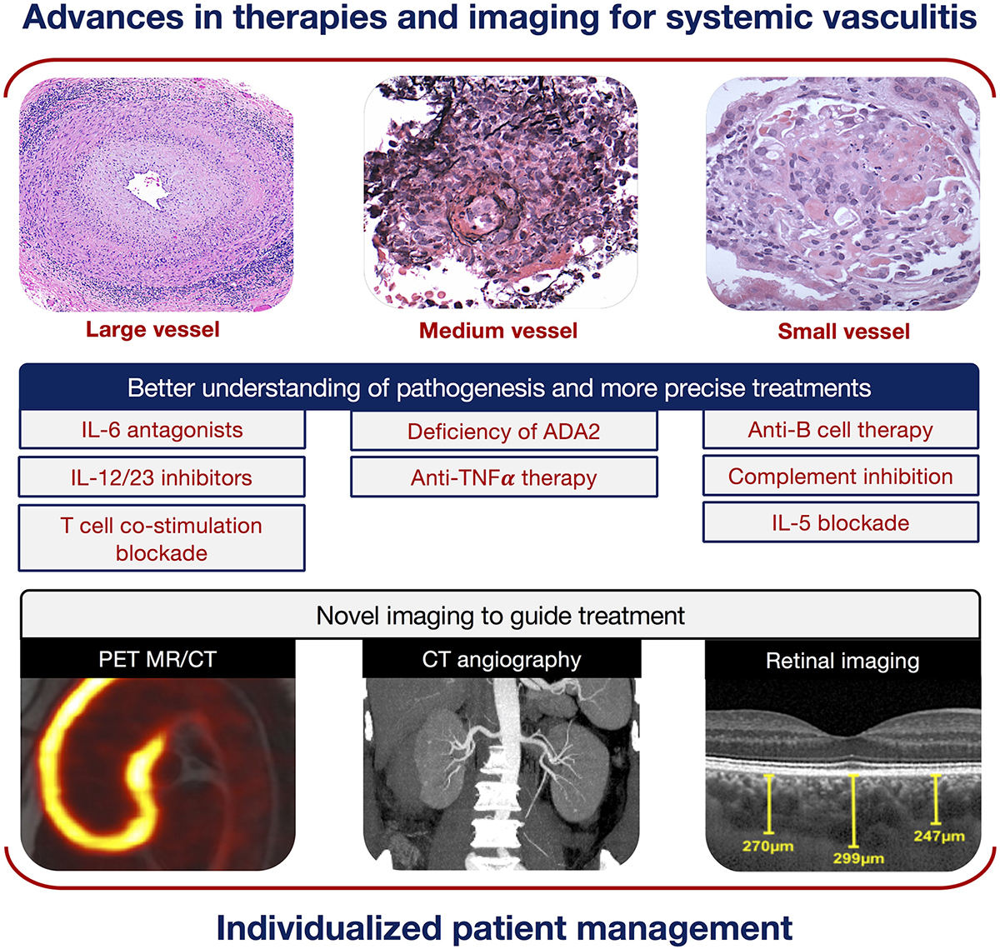 Advances in therapies and imaging for systemic vasculitis
Large vessel
Medium vessel
Small vessel
Better understanding of pathogenesis and more precise treatments
IL-6 antagonists
IL-12/23 inhibitors
T cell co-stimulation
blockade
Deficiency of ADA2
Anti-TNFα therapy
Anti-B cell therapy
Complement inhibition
IL-5 blockade
Novel imaging to guide treatment
PET MR/CT
CT angiography
Retinal imaging
270µm
299µm
247µm
Individualized patient management